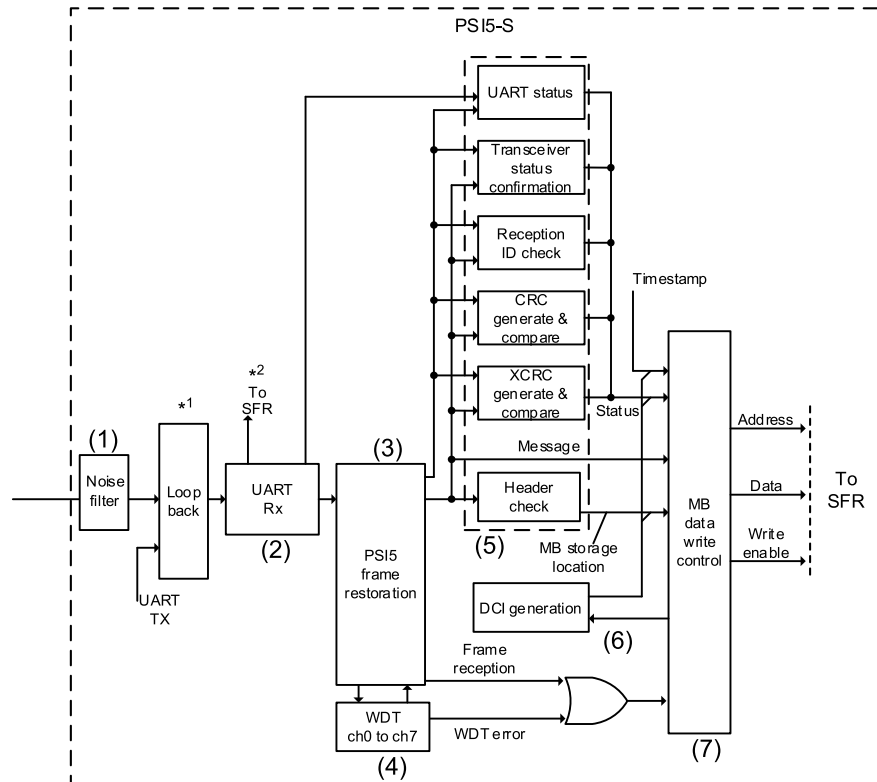 PSI5-S
UART status
Transceiver
status
confirmation
Reception
ID check
CRC
generate &
compare
XCRC
generate &
compare
Timestamp
Status
Message
Header
check
(5)
MB storage
location
*1
*2
To
SFR
(1)
Noise
filter
Loop
back
UART
Rx
(2)
UART
TX
(3)
PSI5
frame
restoration
DCI generation
(6)
Frame
reception
WDT
ch0 to ch7
(4)
WDT error
MB
data
write
control
(7)
Address
Data
Write
enable
To
SFR